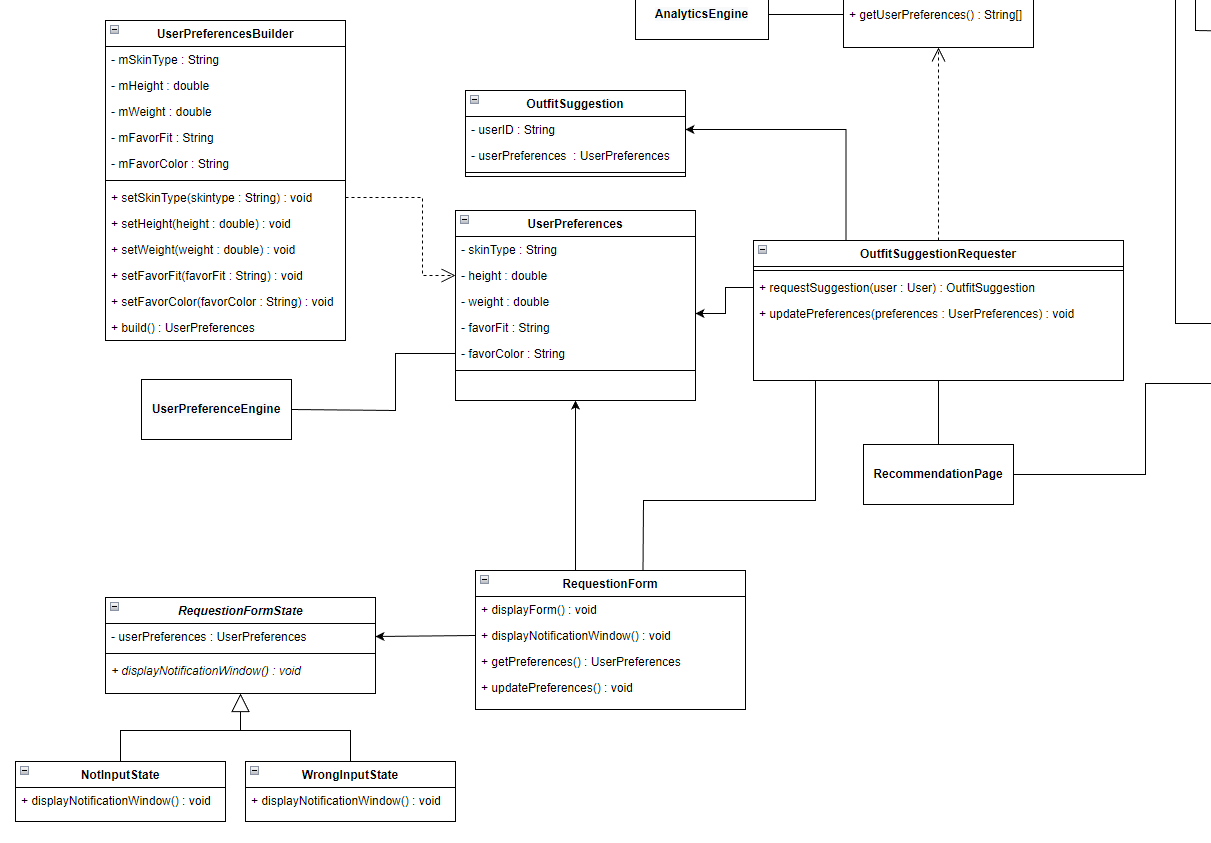 AnalyticsEngine
+ getUserPreferences() : String[]
UserPreferencesBuilder
- mSkinType : String
- mHeight : double
- mWeight : double
- mFavorFit : String
- mFavorColor : String
+ setSkinType(skintype : String) : void
+ setHeight(height : double) : void
+ setWeight(weight : double) : void
+ setFavorFit(favorFit : String) : void
+ setFavorColor(favorColor : String) : void
+ build() : UserPreferences
OutfitSuggestion
- userID : String
- userPreferences : UserPreferences
UserPreferences
- skinType : String
- height : double
- weight : double
- favorFit : String
- favorColor : String
OutfitSuggestionRequester
+ requestSuggestion(user : User) : OutfitSuggestion
+ updatePreferences(preferences : UserPreferences) : void
UserPreferenceEngine
RecommendationPage
RequestionForm
+ displayForm() : void
+ displayNotificationWindow() : void
+ getPreferences() : UserPreferences
+ updatePreferences() : void
RequestionFormState
- userPreferences : UserPreferences
+ displayNotificationWindow() : void
NotInputState
+ displayNotificationWindow() : void
WrongInputState
+ displayNotificationWindow() : void